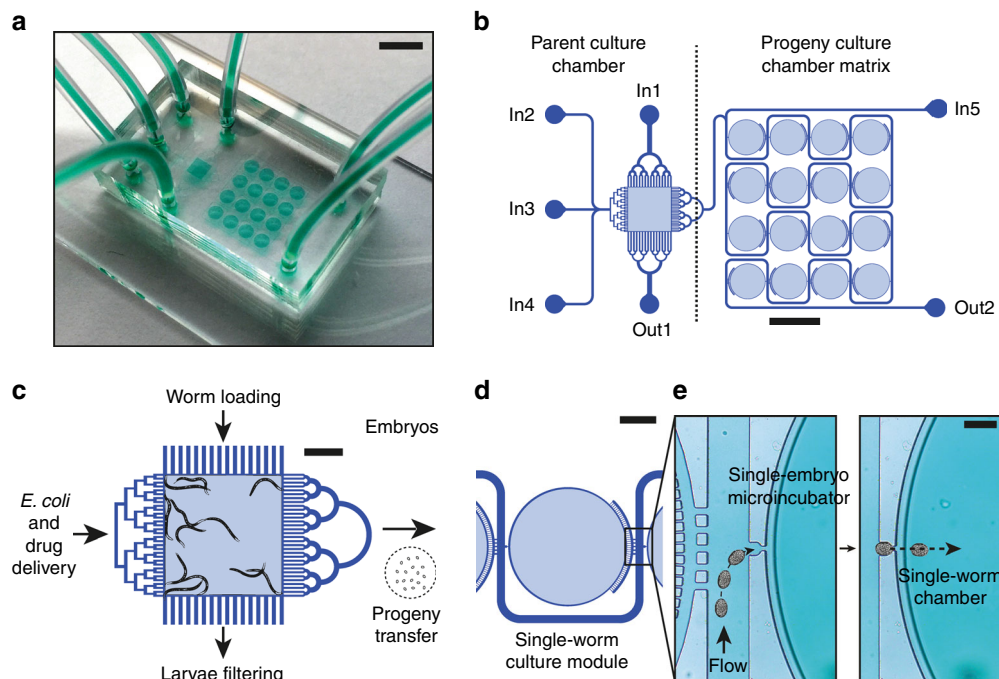 a
b
Parent culture
chamber
Progeny culture
chamber matrix
In1
In2
In3
In4
In5
Out1
Out2
c
Worm loading
Embryos
E. coli
and
drug
delivery
Progeny
transfer
Larvae filtering
d
Single-worm
culture module
e
Single-embryo
microincubator
Flow
Single-worm
chamber